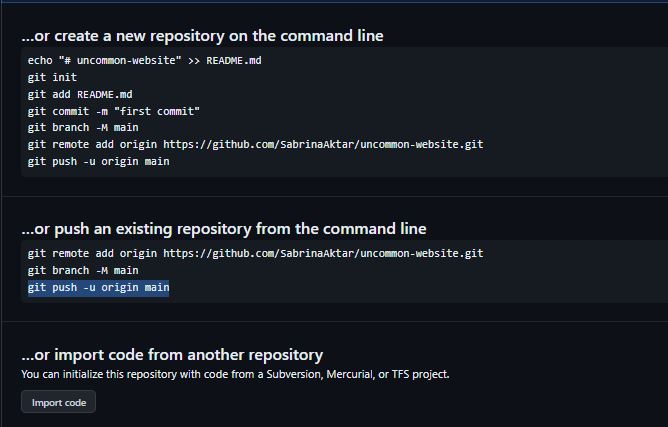 ...or create a new repository on the command line
echo "# uncommon-website" >> README.md
git init
git add README.md
git commit -m "first commit"
git branch -M main
git remote add origin https://github.com/SabrinaAktar/uncommon-website.git
git push -u origin main
...or push an existing repository from the command line
git remote add origin https://github.com/SabrinaAktar/uncommon-website.git
git branch -M main
git push -u origin main
...or import code from another repository
You can initialize this repository with code from a Subversion, Mercurial, or TFS project.
Import code